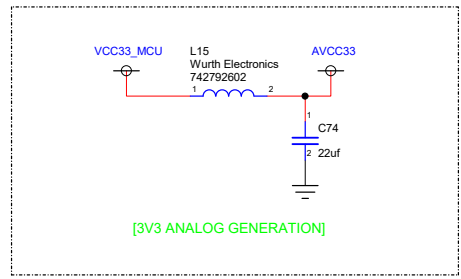 VCC33_MCU
L15
Wurth Electronics
742792602
AVCC33
1
2
1
C74
2
22uf
[3V3 ANALOG GENERATION]